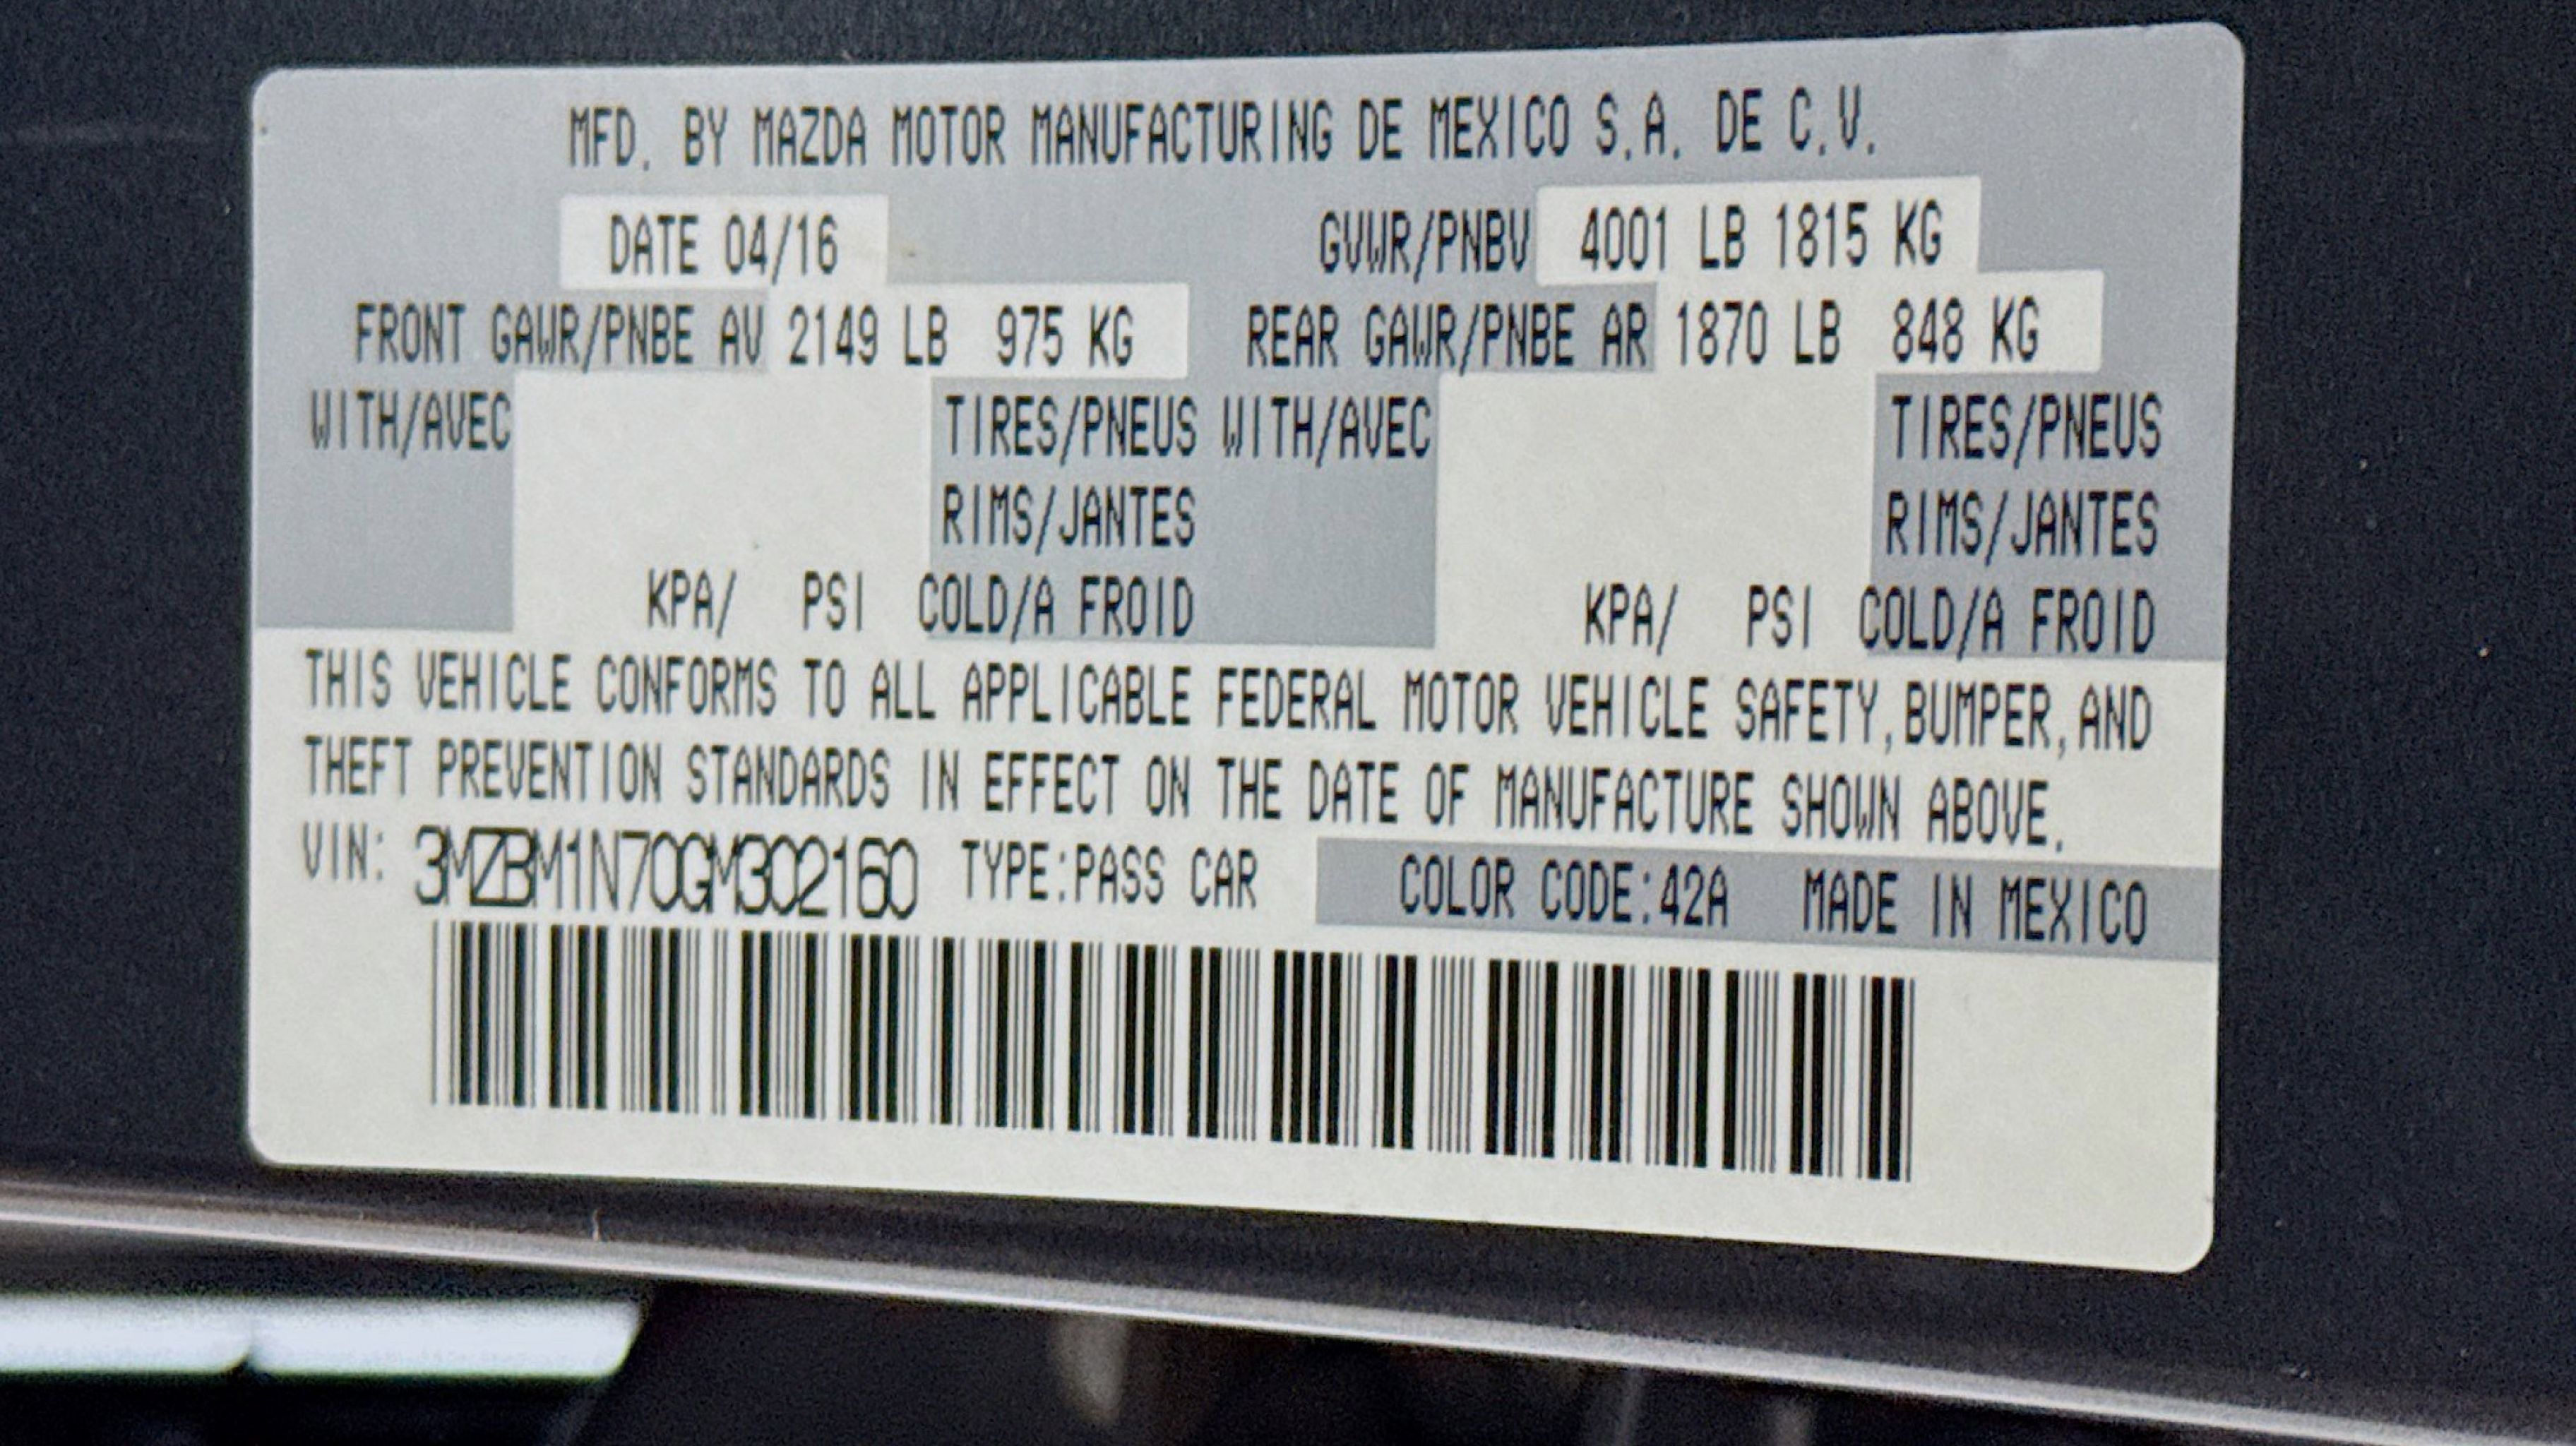 MFD. BY MAZDA MOTOR MANUFACTURING DE MEXICO S.A. DE C.V.
DATE 04/16 GVWR/PNBV 4001 LB 1815 KG
FRONT GAWR/PNBE AV 2149 LB 975 KG REAR GAWR/PNBE AR 1870 LB 848 KG
WITH/AVEC TIRES/PNEUS WITH/AVEC TIRES/PNEUS
RIMS/JANTES RIMS/JANTES
KPA/ PSI COLD/A FROID KPA/ PSI COLD/A FROID
THIS VEHICLE CONFORMS TO ALL APPLICABLE FEDERAL MOTOR VEHICLE SAFETY,BUMPER,AND
THEFT PREVENTION STANDARDS IN EFFECT ON THE DATE OF MANUFACTURE SHOWN ABOVE.
VIN: 3MZBM1N70GM302160 TYPE:PASS CAR COLOR CODE:42A MADE IN MEXICO